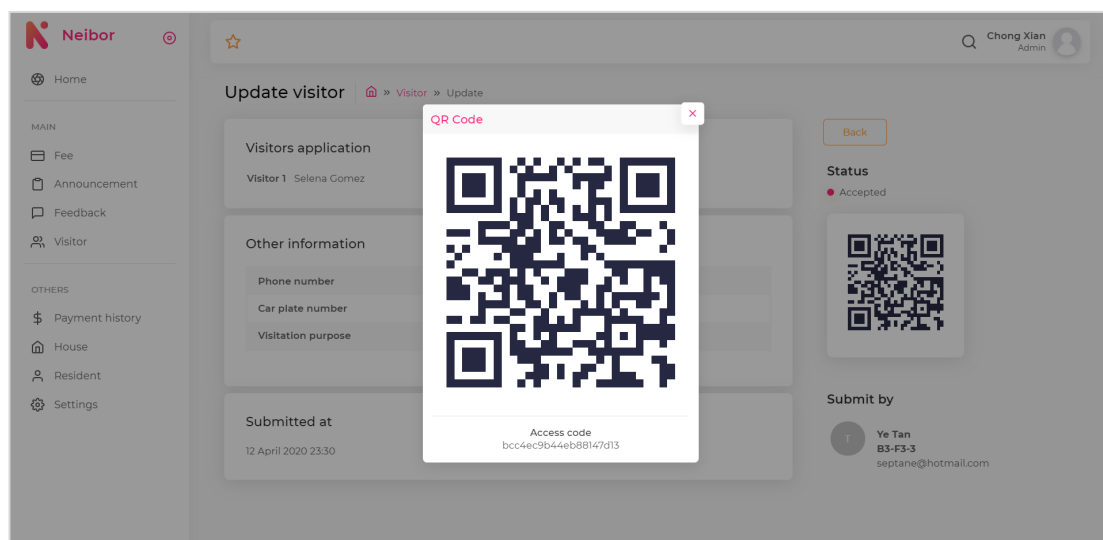 Neibor
Chong Xian
Admin
Home
Update visitor
» Visitor » Update
MAIN
Fee
Announcement
Feedback
Visitor
OTHERS
Payment history
House
Resident
Settings
Visitors application
Visitor 1 Selena Gomez
Other information
Phone number
Car plate number
Visitation purpose
Submitted at
12 April 2020 23:30
QR Code
Access code
bcc4ec9b44eb88147d13
Back
Status
Accepted
Submit by
T
Ye Tan
B3-F3-3
septane@hotmail.com